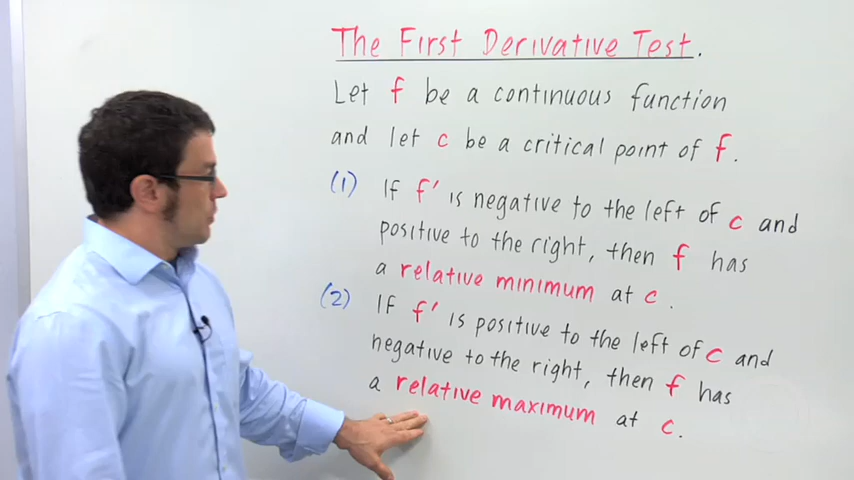 The First Derivative Test.
Let f be a continuous function
and let c be a critical point of f.
(1) If f' is negative to the left of c and
positive to the right, then f has
a relative minimum at c.
(2) If f' is positive to the left of c and
negative to the right, then f has
a relative maximum at c.